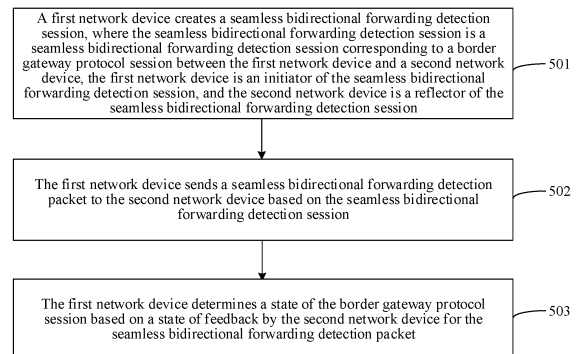 A first network device creates a seamless bidirectional forwarding detection
session, where the seamless bidirectional forwarding detection session is a
seamless bidirectional forwarding detection session corresponding to a border
gateway protocol session between the first network device and a second network
device, the first network device is an initiator of the seamless bidirectional
forwarding detection session, and the second network device is a reflector of the
seamless bidirectional forwarding detection session
501
The first network device sends a seamless bidirectional forwarding detection
packet to the second network device based on the seamless bidirectional
forwarding detection session
502
The first network device determines a state of the border gateway protocol
session based on a state of feedback by the second network device for the
seamless bidirectional forwarding detection packet
503